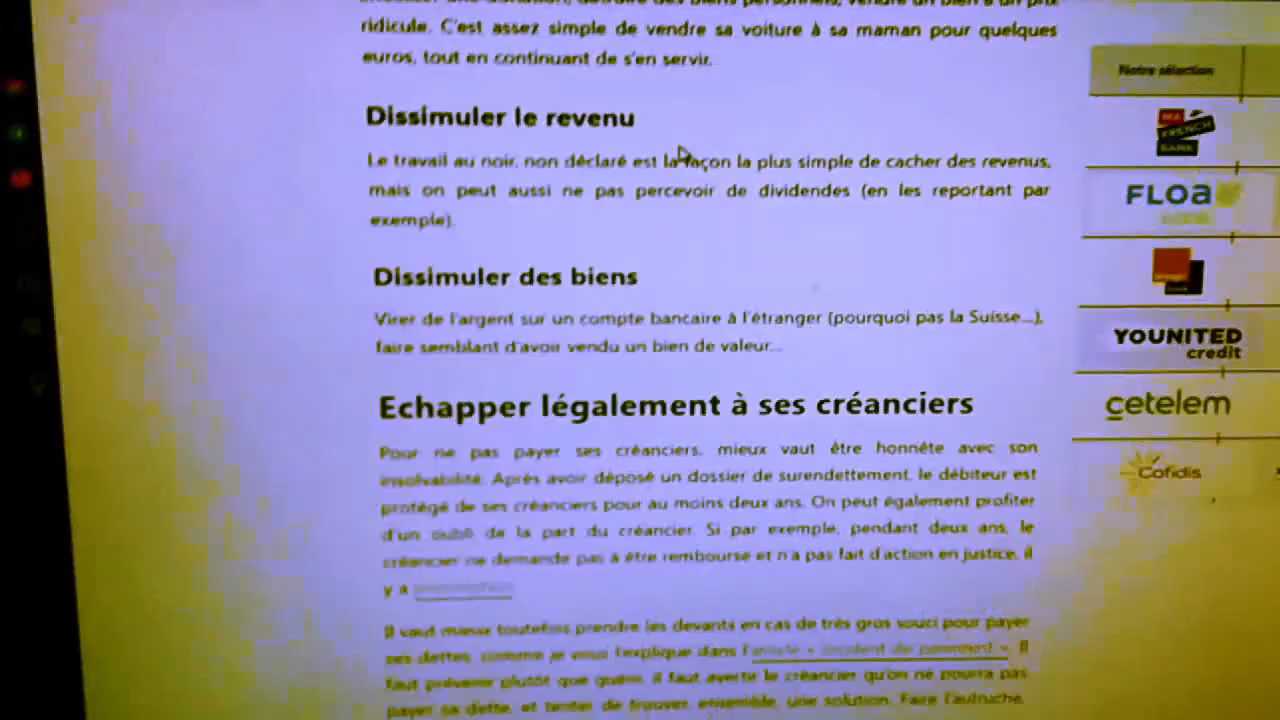 ridicule. C'est assez simple de vendre sa voiture à sa maman pour quelques
euros, tout en continuant de s'en servir.
Dissimuler le revenu
Le travail au noir, non déclaré est la façon la plus simple de cacher des revenus,
mais on peut aussi ne pas percevoir de dividendes (en les reportant par
exemple).
Dissimuler des biens
Virer de l'argent sur un compte bancaire à l'étranger (pourquoi pas la Suisse...),
faire semblant d'avoir vendu un bien de valeur...
Echapper légalement à ses créanciers
Pour ne pas payer ses créanciers, mieux vaut être honnête avec son
insolvabilité. Après avoir déposé un dossier de surendettement, le débiteur est
protégé de ses créanciers pour au moins deux ans. On peut également profiter
d'un oubli de la part du créancier. Si par exemple, pendant deux ans, le
créancier ne demande pas à être remboursé et n'a pas fait d'action en justice, il
y a
Il vaut mieux toutefois prendre les devants en cas de très gros souci pour payer
ses dettes, comme je vous l'explique dans l'article « incident de paiement ». Il
faut prévenir plutôt que guérir, il faut avertir le créancier qu'on ne pourra pas
payer sa dette, et tenter de trouver, ensemble, une solution. Faire l'autruche,
Notre sélection
MA
FRENCH
BANK
FLOA
YOUNITED
credit
cetelem
Cofidis